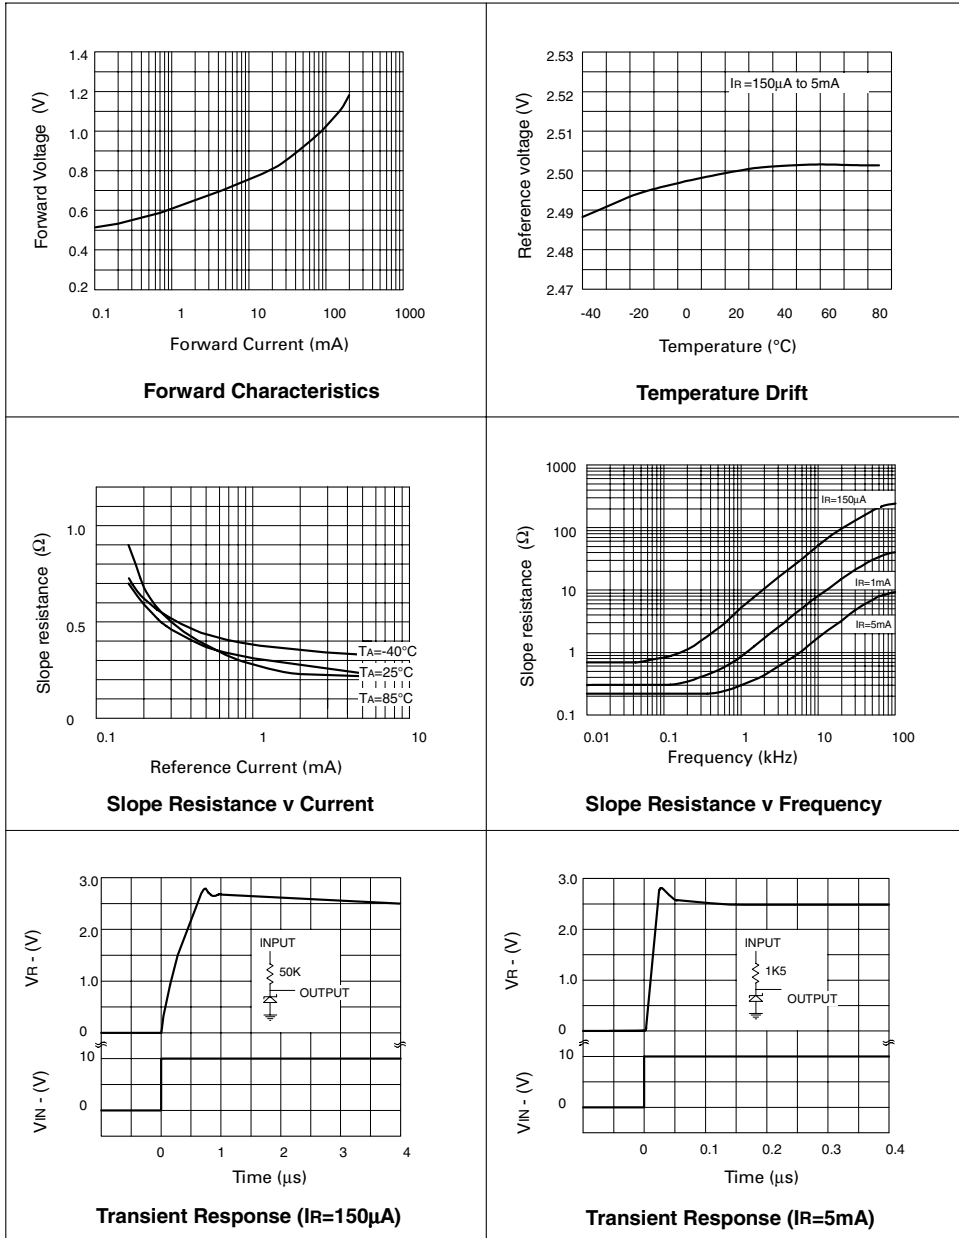 1.4
1.2
1.0
0.8
0.6
0.4
0.2
Forward Voltage (V)
0.1 1 10 100 1000
Forward Current (mA)
Forward Characteristics
2.53
2.52
2.51
2.50
2.49
2.48
2.47
Reference voltage (V)
IR =150µA to 5mA
-40 -20 0 20 40 60 80
Temperature (°C)
Temperature Drift
1.0
0.5
0
Slope resistance (Ω)
TA=-40°C
TA=25°C
TA=85°C
0.1 1 10
Reference Current (mA)
Slope Resistance v Current
1000
100
10
1
0.1
Slope resistance (Ω)
IR=150µA
IR=1mA
IR=5mA
0.01 0.1 1 10 100
Frequency (kHz)
Slope Resistance v Frequency
3.0
2.0
1.0
0
VR - (V)
INPUT
50K
OUTPUT
10
0
VIN - (V)
0 1 2 3 4
Time (µs)
Transient Response (IR=150µA)
3.0
2.0
1.0
0
VR - (V)
INPUT
1K5
OUTPUT
10
0
VIN - (V)
0 0.1 0.2 0.3 0.4
Time (µs)
Transient Response (IR=5mA)